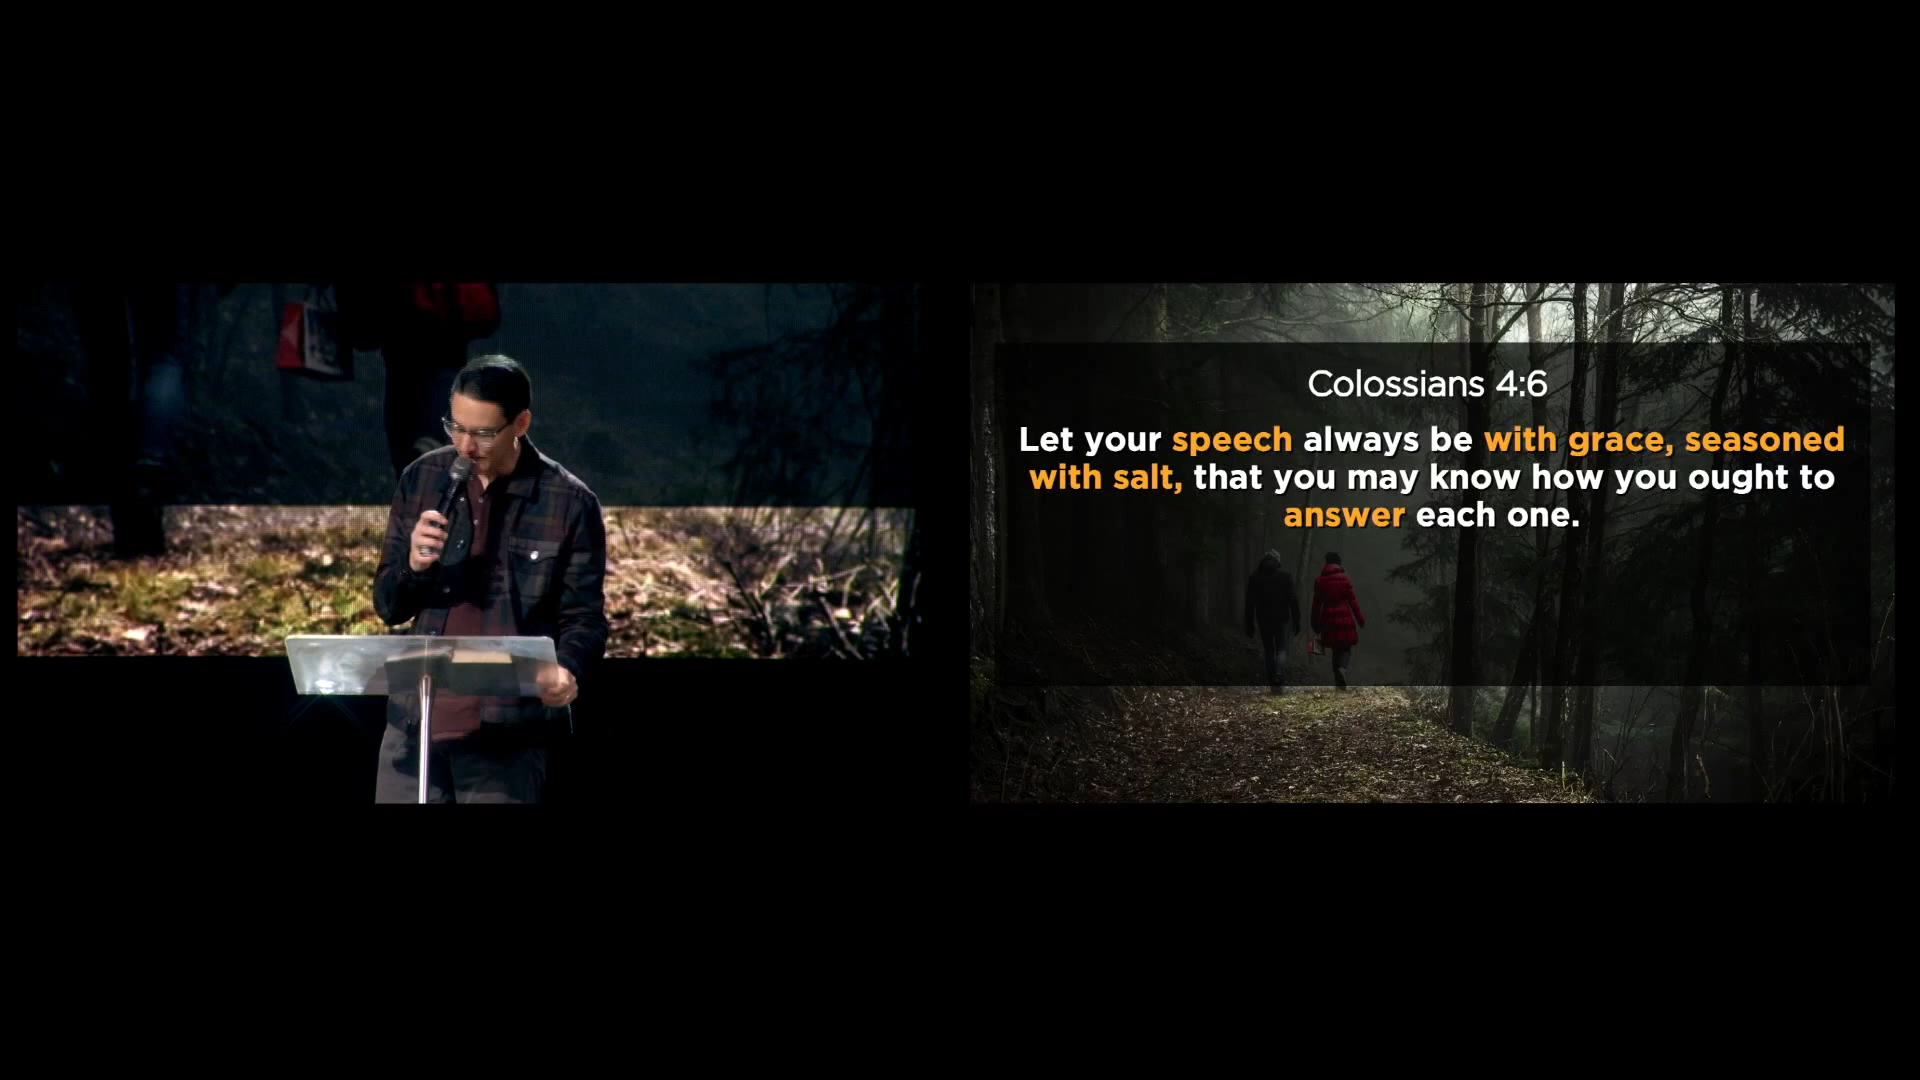 Colossians 4:6
Let your speech always be with grace, seasoned
with salt, that you may know how you ought to
answer each one.